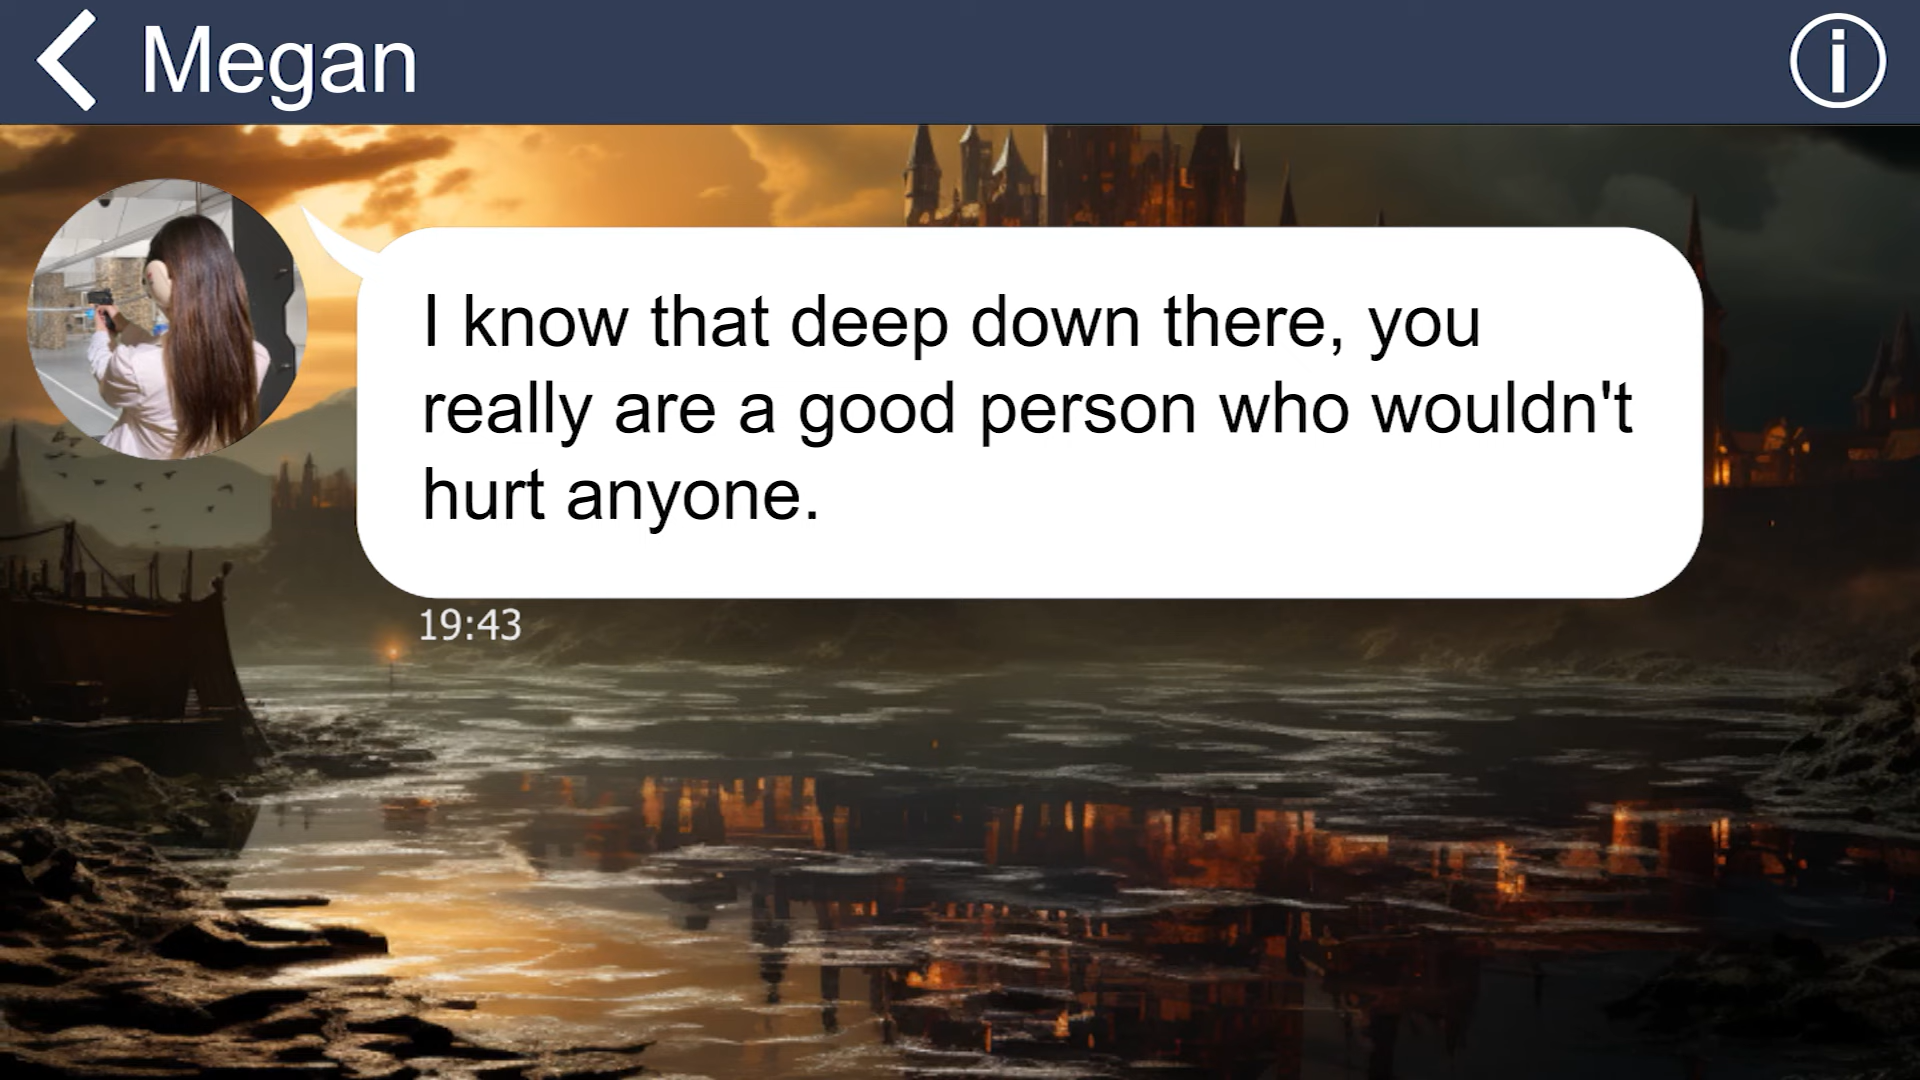 Megan
I know that deep down there, you
really are a good person who wouldn't
hurt anyone.
19:43